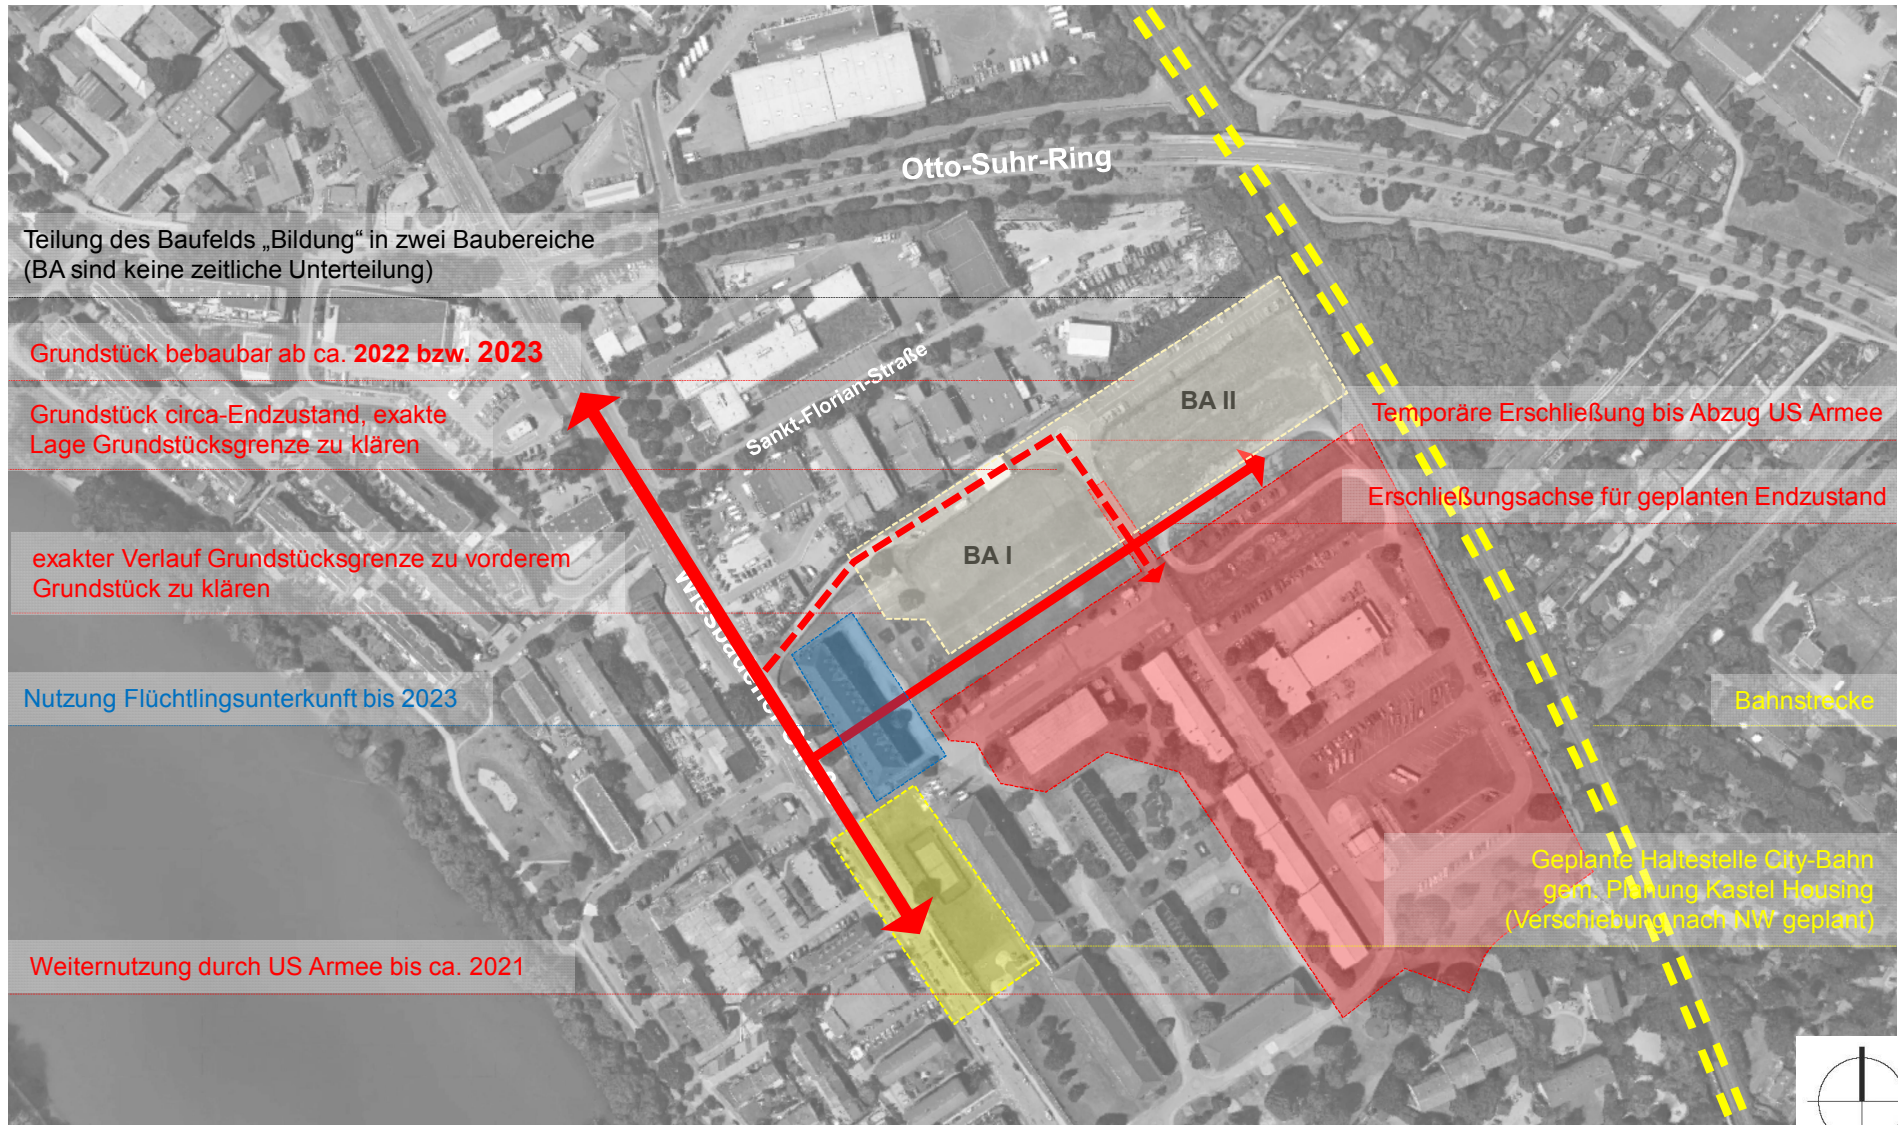 Otto-Suhr-Ring
Teilung des Baufelds „Bildung“ in zwei Baubereiche
(BA sind keine zeitliche Unterteilung)
Grundstück bebaubar ab ca. 2022 bzw. 2023
Sankt-Florian-Straße
Grundstück circa-Endzustand, exakte
Lage Grundstücksgrenze zu klären
BA II
Temporäre Erschließung bis Abzug US Armee
Erschließungsachse für geplanten Endzustand
exakter Verlauf Grundstücksgrenze zu vorderem
Grundstück zu klären
BA I
Nutzung Flüchtlingsunterkunft bis 2023
Bahnstrecke
Geplante Haltestelle City-Bahn
gem. Planung Kastel Housing
(Verschiebung nach NW geplant)
Weiternutzung durch US Armee bis ca. 2021